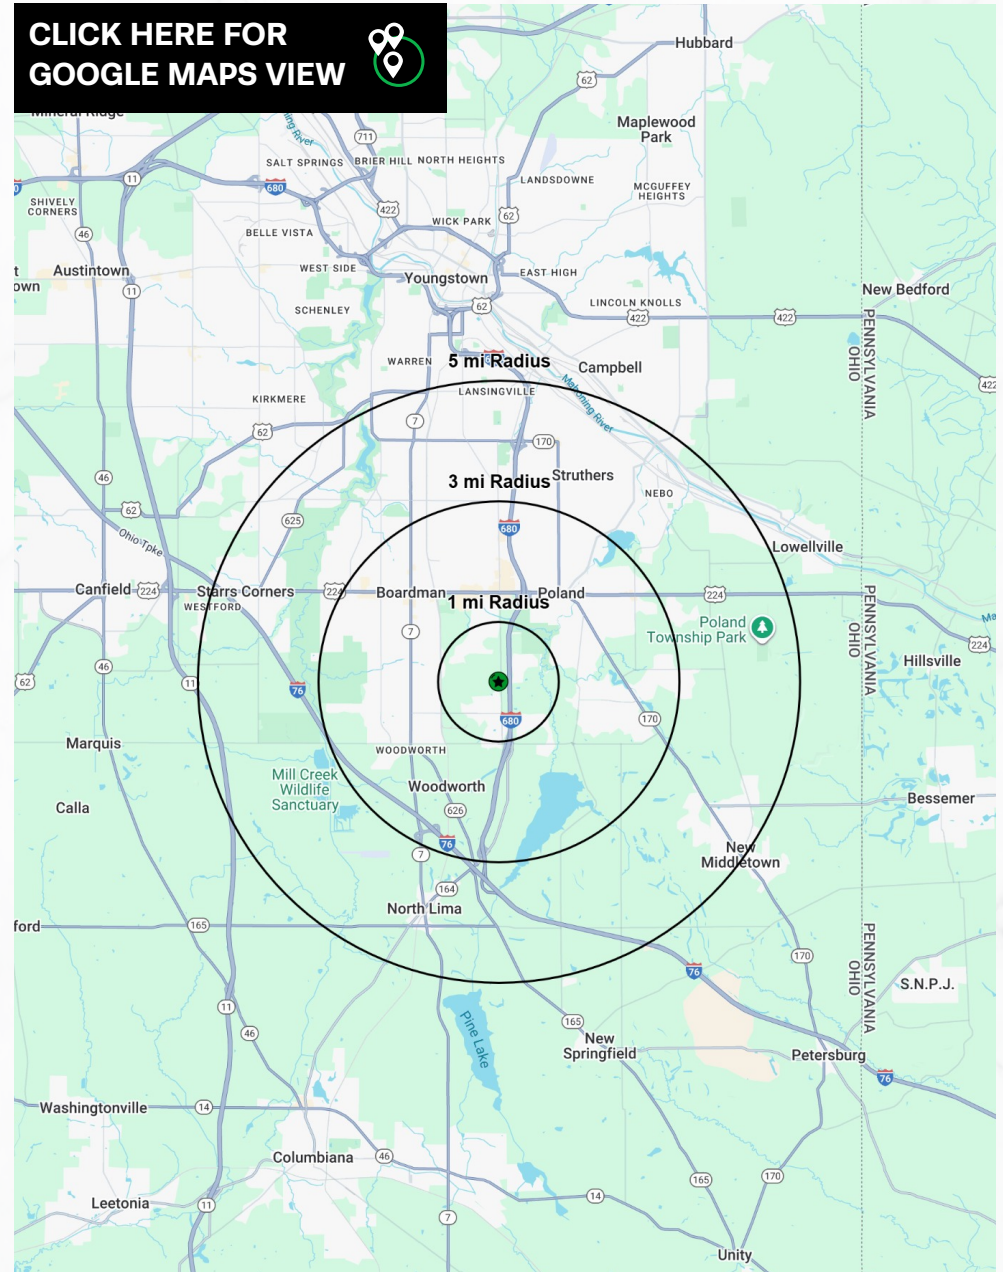 CLICK HERE FOR
GOOGLE MAPS VIEW
Hubbard
62
Mineral Ridge
Maplewood
Park
711
SALT SPRINGS
BRIER HILL
NORTH HEIGHTS
11
680
LANDSDOWNE
MCGUFFEY
HEIGHTS
SHIVELY
CORNERS
422
62
WICK PARK
46
BELLE VISTA
Austintown
WEST SIDE
Youngstown
EAST HIGH
11
New Bedford
SCHENLEY
62
LINCOLN KNOLLS
422
422
422
PENNSYLVANIA
OHIO
WARREN
5 mi Radius
Campbell
LANSINGVILLE
Mahoning River
KIRKMERE
62
7
170
46
3 mi Radius
Struthers
NEBO
62
625
680
Ohio Tpke
Lowellville
Canfield
224
Starrs Corners
224
Boardman
Poland
224
WESTFORD
1 mi Radius
PENNSYLVANIA
OHIO
7
Poland
Township Park
224
Hillsville
46
62
11
76
680
170
Marquis
WOODWORTH
Mill Creek
Wildlife
Sanctuary
Woodworth
Calla
626
Bessemer
76
7
New
Middletown
164
North Lima
165
ford
170
PENNSYLVANIA
OHIO
76
S.N.P.J.
11
46
Pine Lake
165
New
Springfield
Petersburg
76
Washingtonville
14
Columbiana
46
165
170
14
Leetonia
11
7
Unity